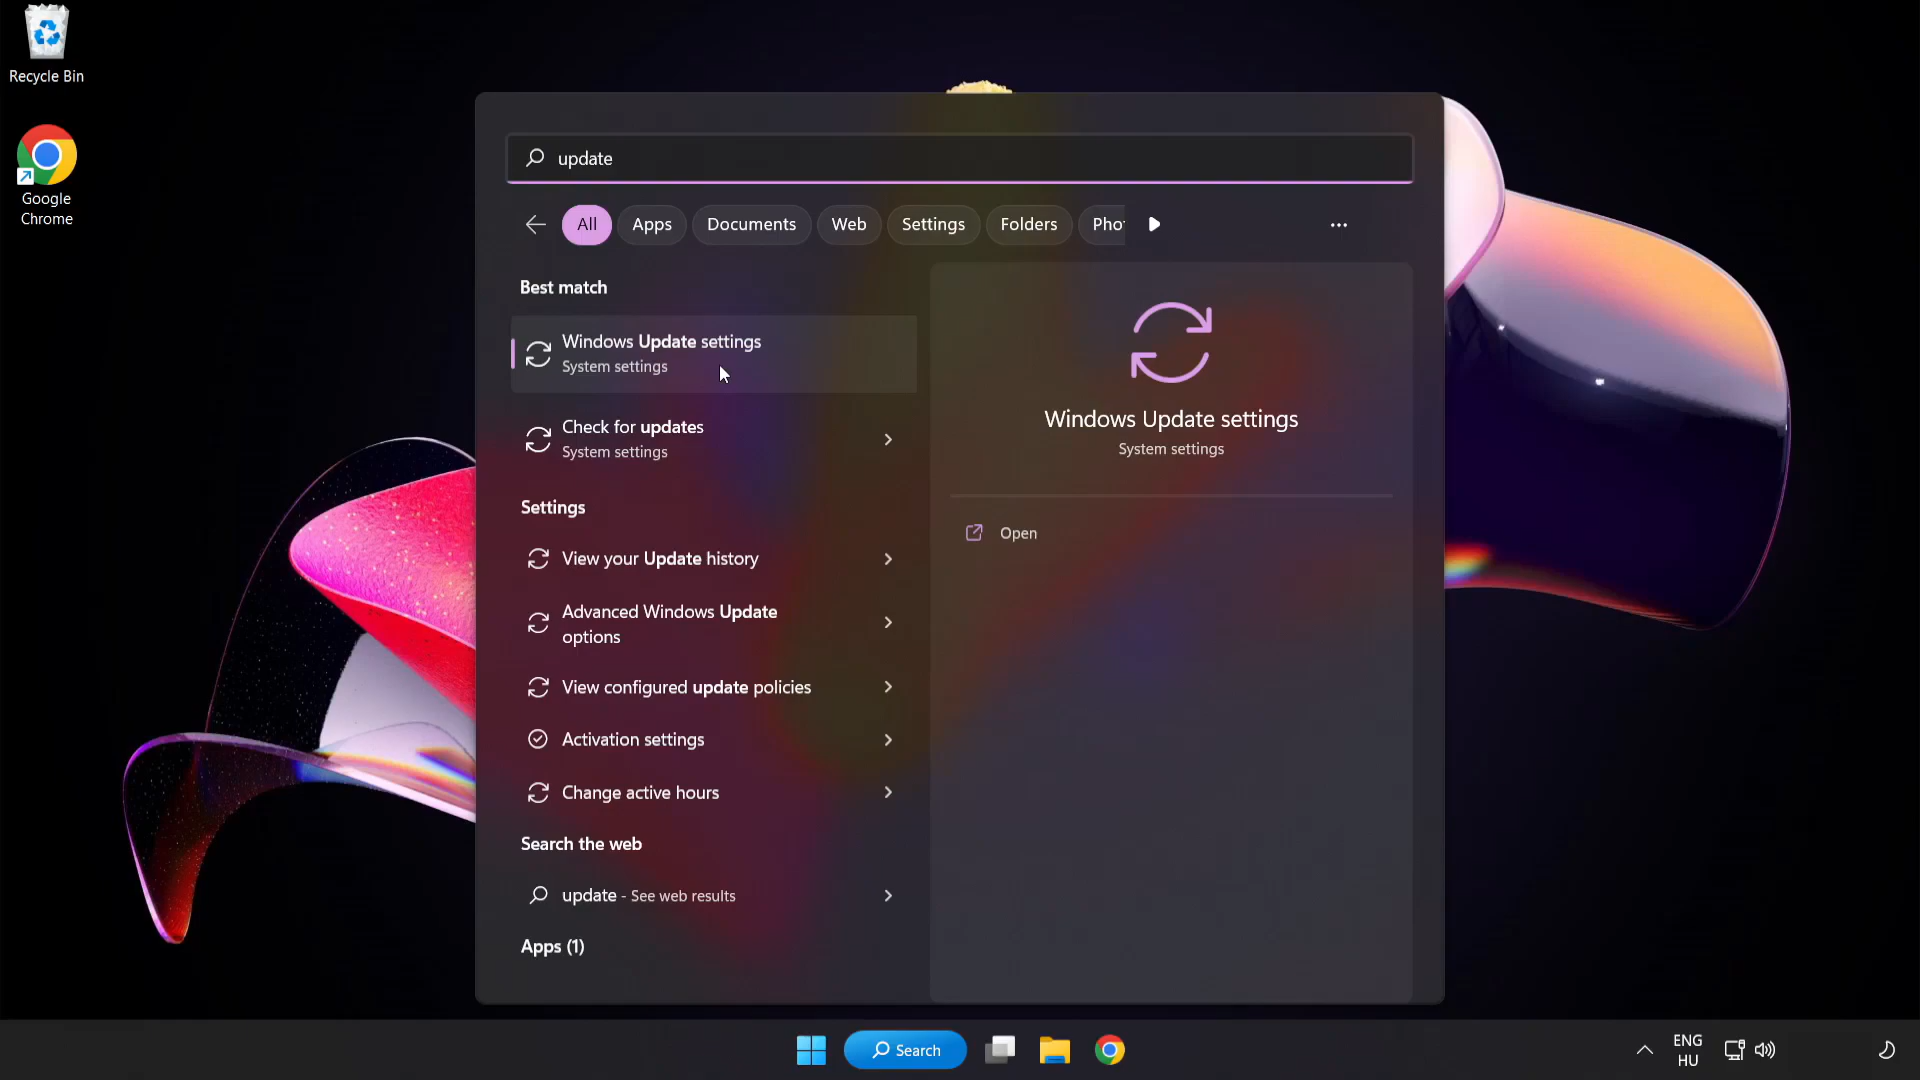 Recycle Bin
Google
Chrome
update
All
Apps
Documents
Web
Settings
Folders
Pho
Best match
Windows Update settings
System settings
Check for updates
System settings
Settings
View your Update history
Advanced Windows Update
options
View configured update policies
Activation settings
Change active hours
Search the web
update - See web results
Apps (1)
Windows Update settings
System settings
Open
Search
ENG
HU